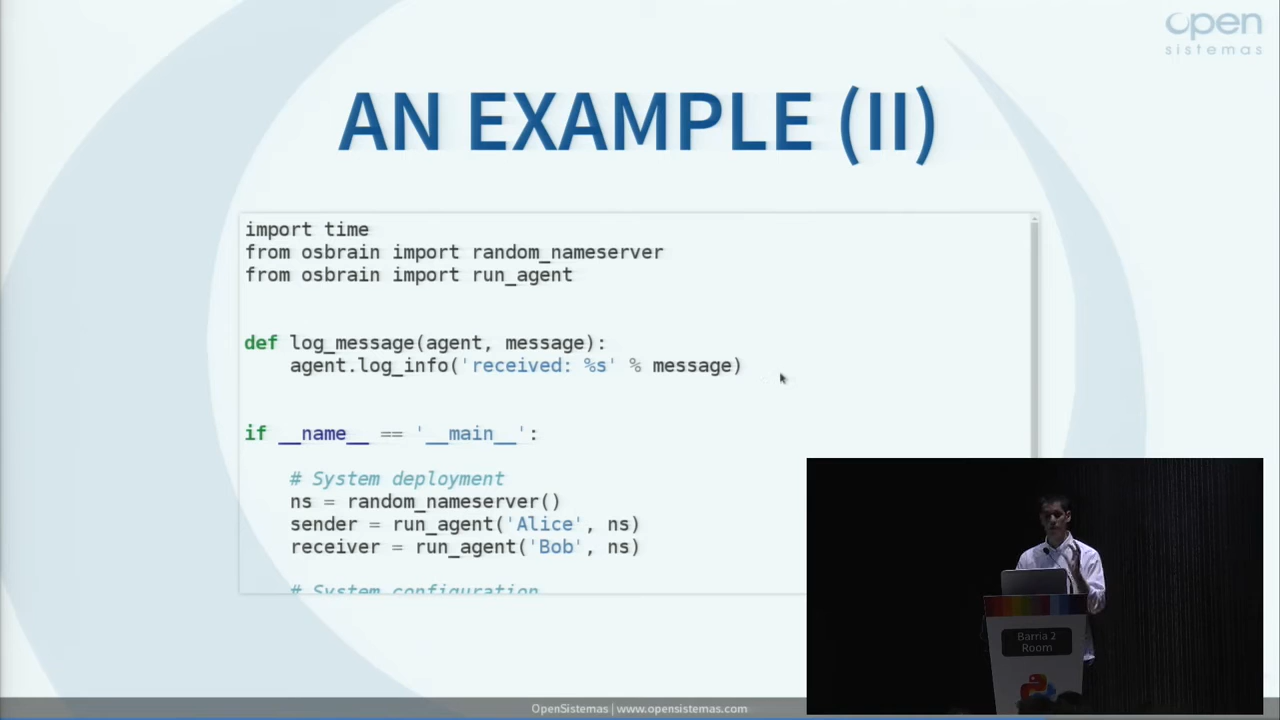 open
sistemas
AN EXAMPLE (II)
import time
from osbrain import random_nameserver
from osbrain import run_agent
def log_message(agent, message):
    agent.log_info('received: %s' % message)
if __name__ == '__main__':
    # System deployment
    ns = random_nameserver()
    sender = run_agent('Alice', ns)
    receiver = run_agent('Bob', ns)
    # System configuration
Barria 2
Room
OpenSistemas | www.opensistemas.com